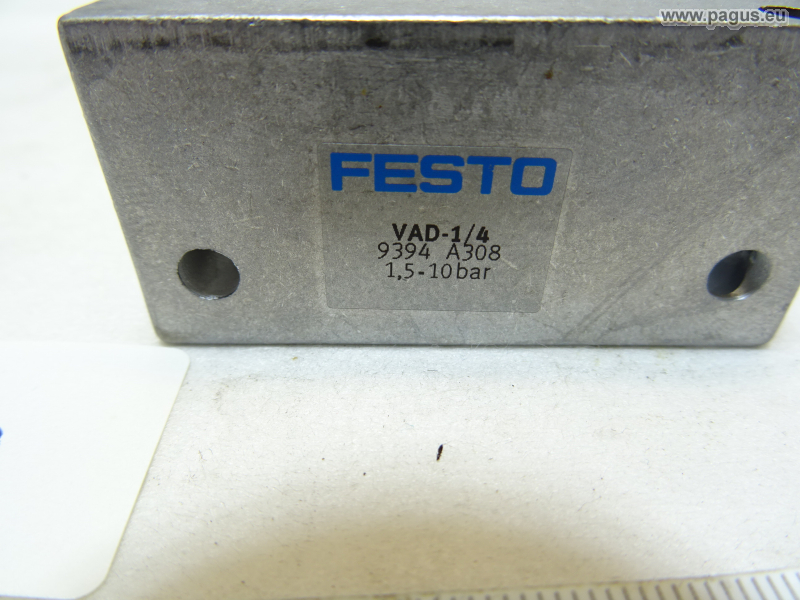 www.pagus.eu
FESTO
VAD-1/4
9394 A308
1,5-10bar